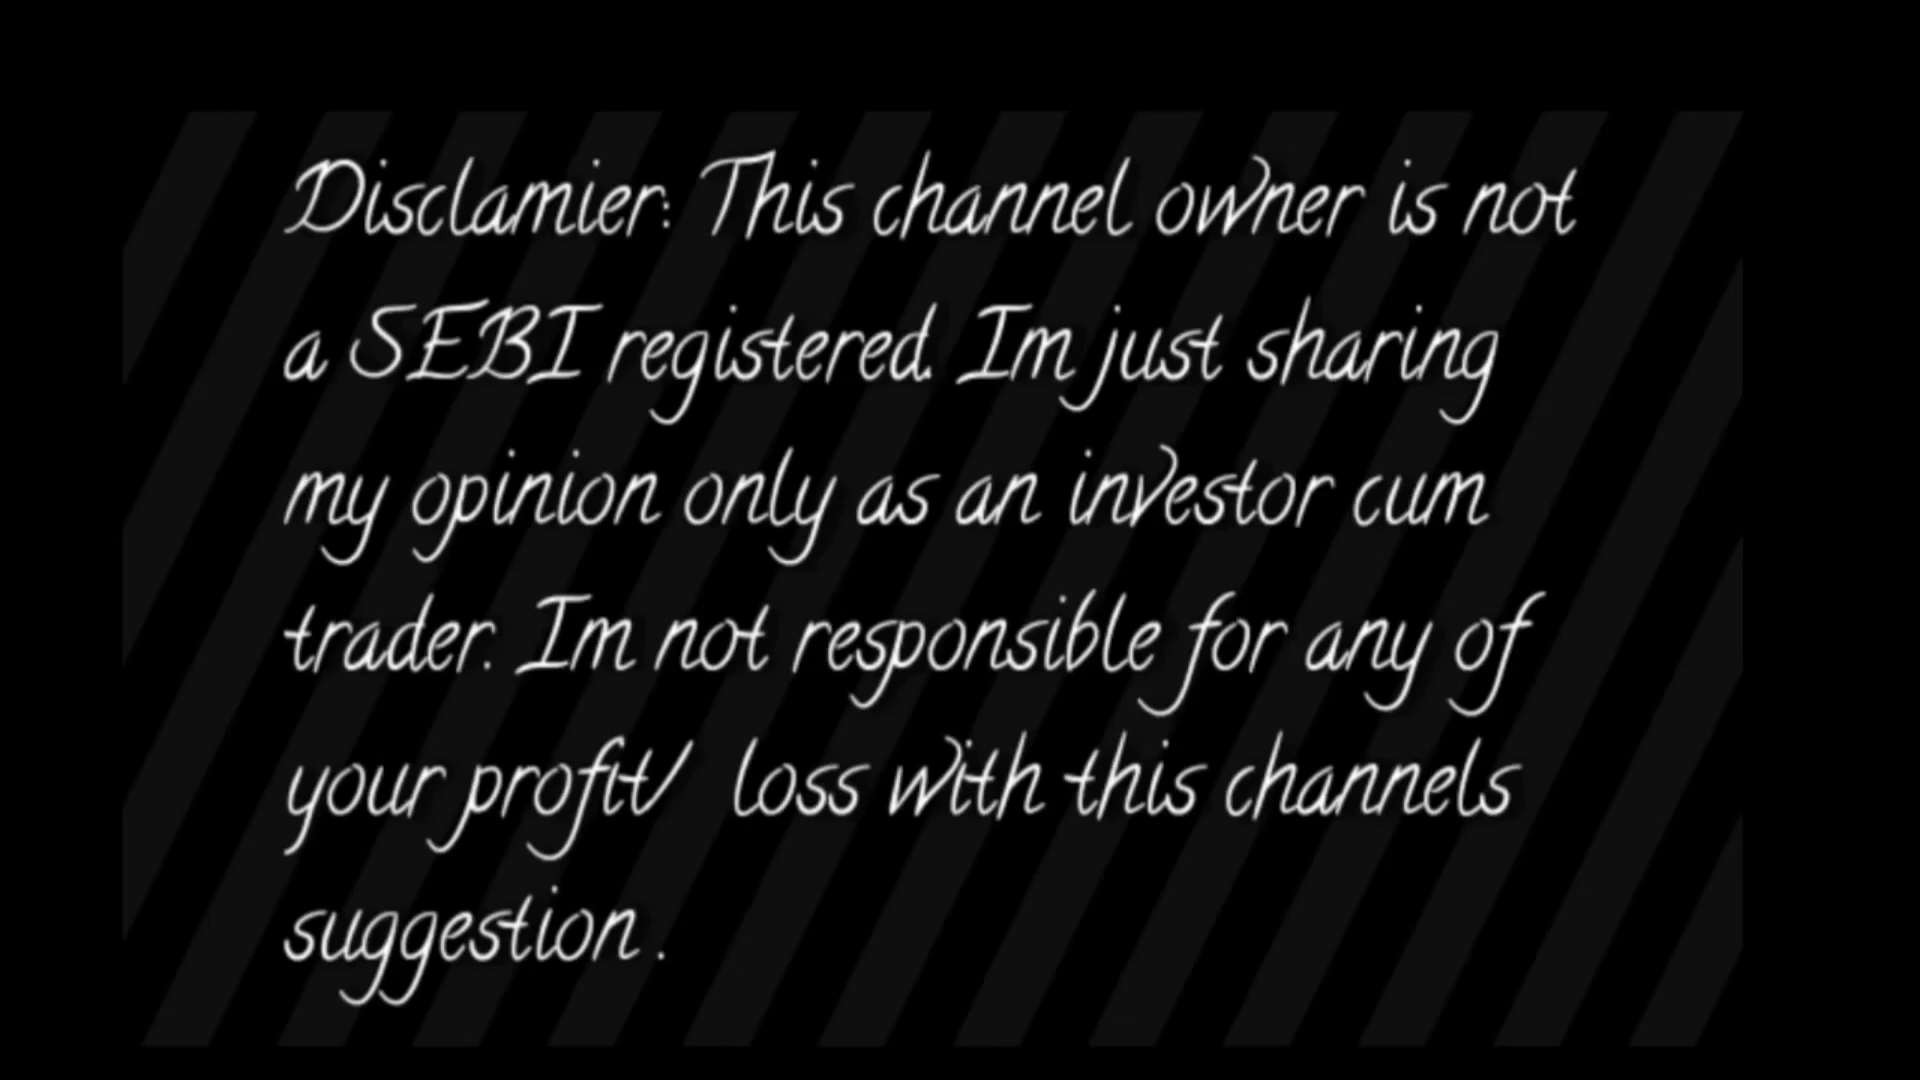 Disclamier: This channel owner is not
a SEBI registered. Im just sharing
my opinion only as an investor cum
trader. Im not responsible for any of
your profit/ loss with this channels
suggestion .